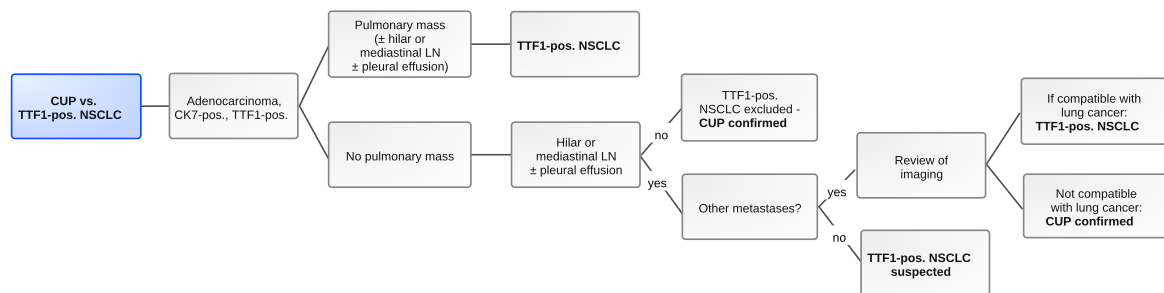 CUP vs.
TTF1-pos. NSCLC
Adenocarcinoma,
CK7-pos., TTF1-pos.
Pulmonary mass
(± hilar or
mediastinal LN
± pleural effusion)
TTF1-pos. NSCLC
No pulmonary mass
Hilar or
mediastinal LN
± pleural effusion
no
TTF1-pos.
NSCLC excluded -
CUP confirmed
yes
Other metastases?
yes
Review of
imaging
If compatible with
lung cancer:
TTF1-pos. NSCLC
Not compatible
with lung cancer:
CUP confirmed
no
TTF1-pos. NSCLC
suspected